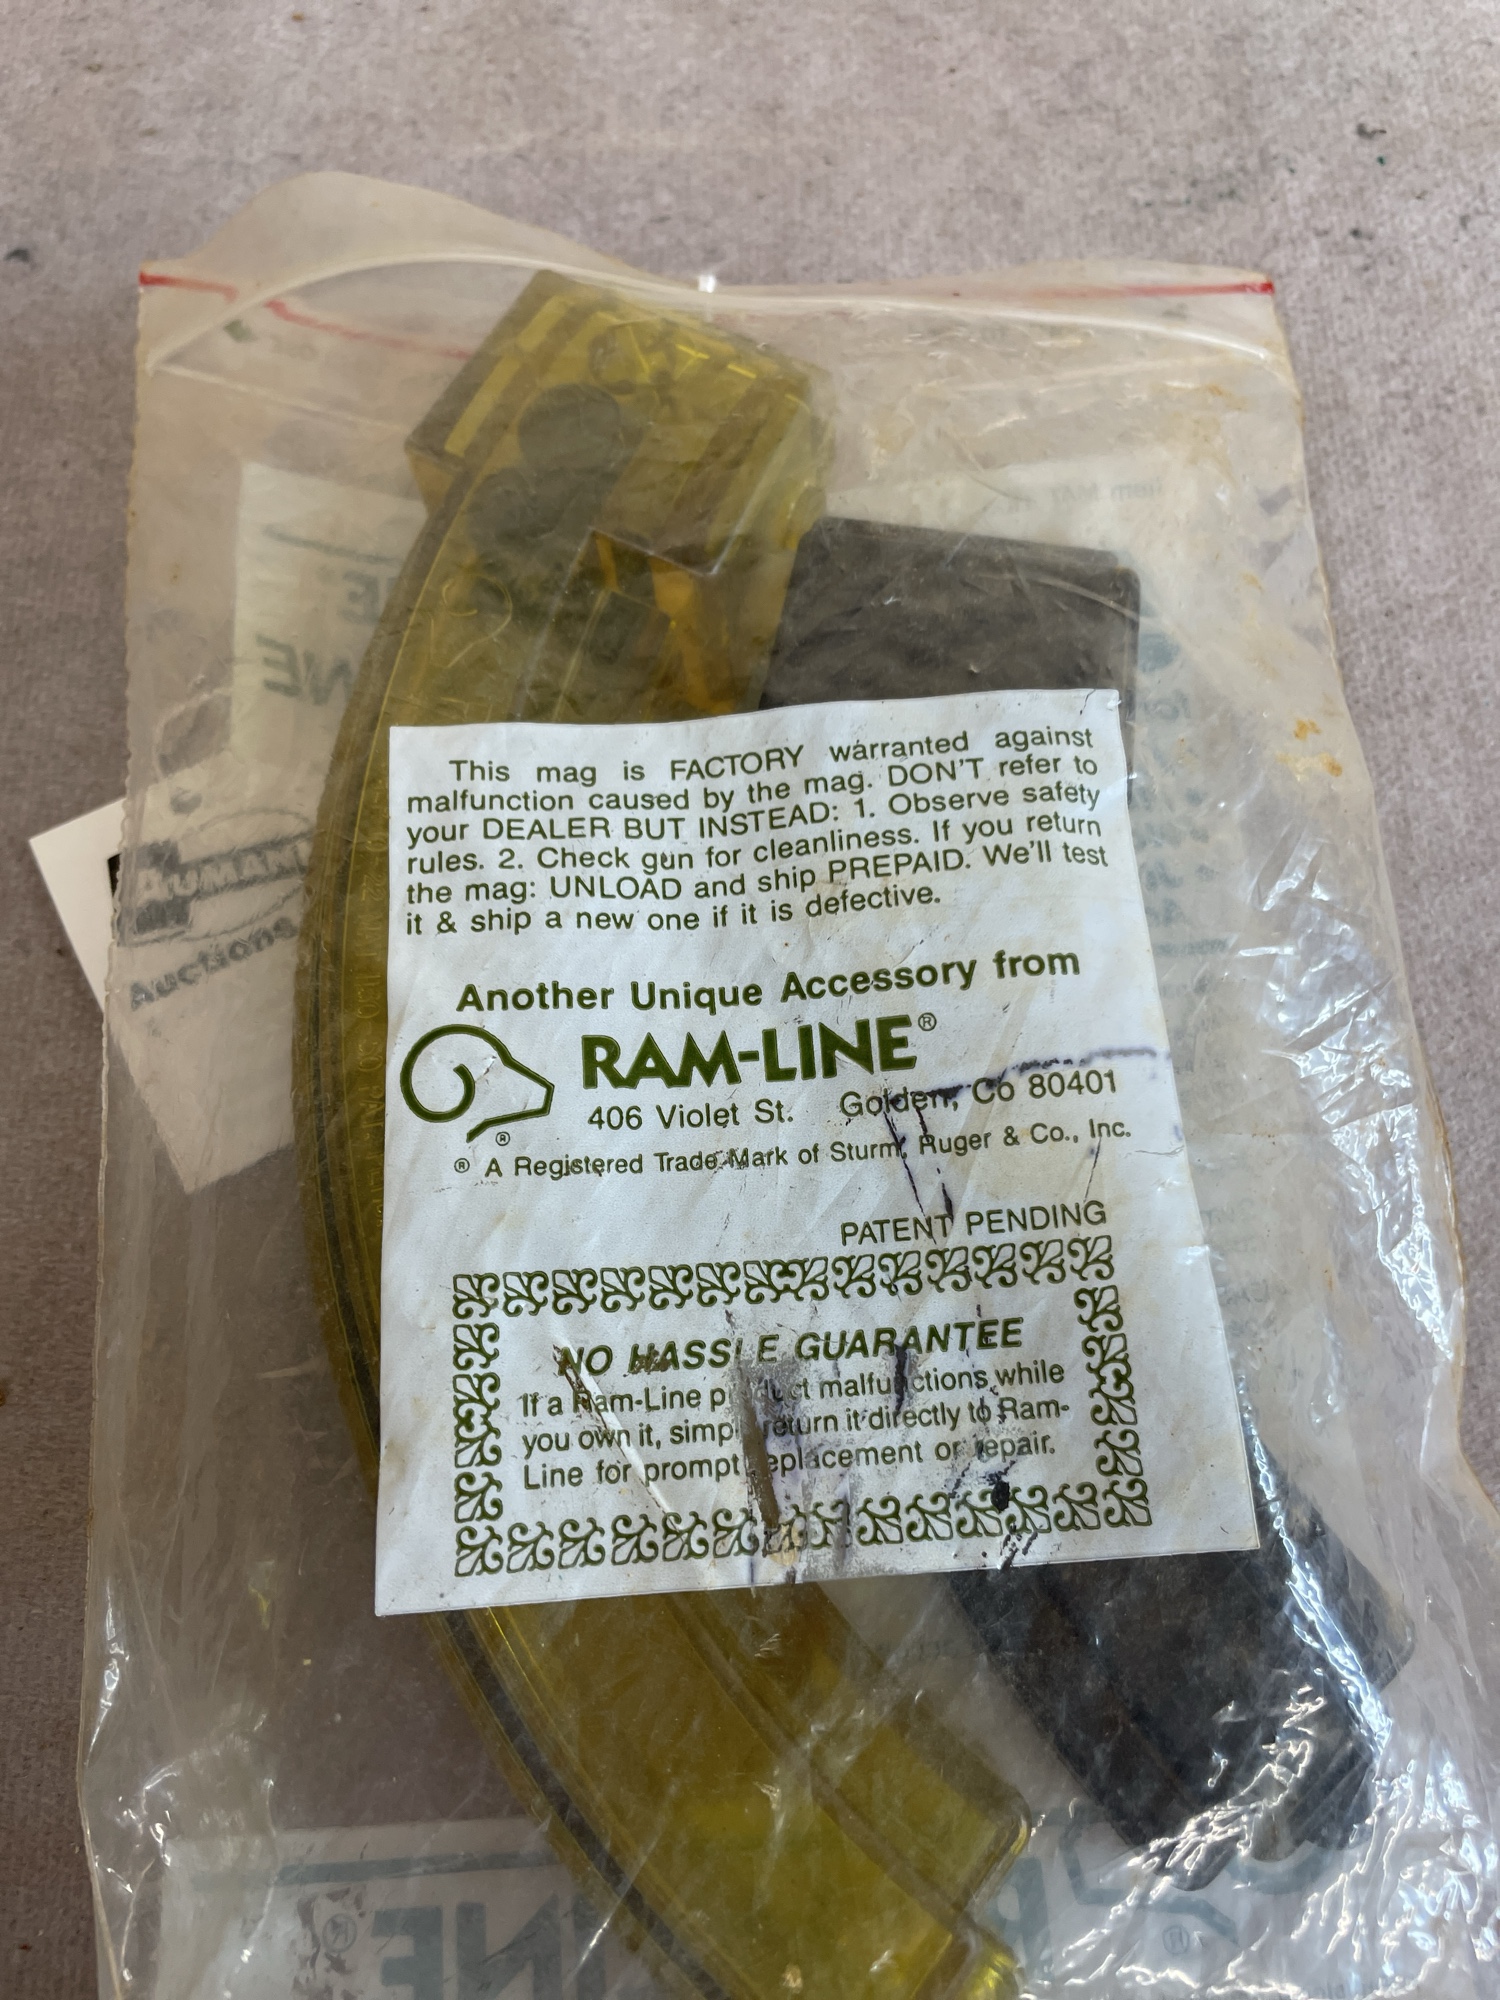 This mag is FACTORY warranted against
malfunction caused by the mag. DON'T refer to
your DEALER BUT INSTEAD: 1. Observe safety
rules. 2. Check gun for cleanliness. If you return
the mag: UNLOAD and ship PREPAID. We'll test
it & ship a new one if it is defective.
Another Unique Accessory from
RAM-LINE®
406 Violet St. Golden, Co 80401
®
® A Registered Trade Mark of Sturm, Ruger & Co., Inc.
PATENT PENDING
NO HASSLE GUARANTEE
If a Ram-Line product malfunctions while
you own it, simply return it directly to Ram-
Line for prompt replacement or repair.
Auctions